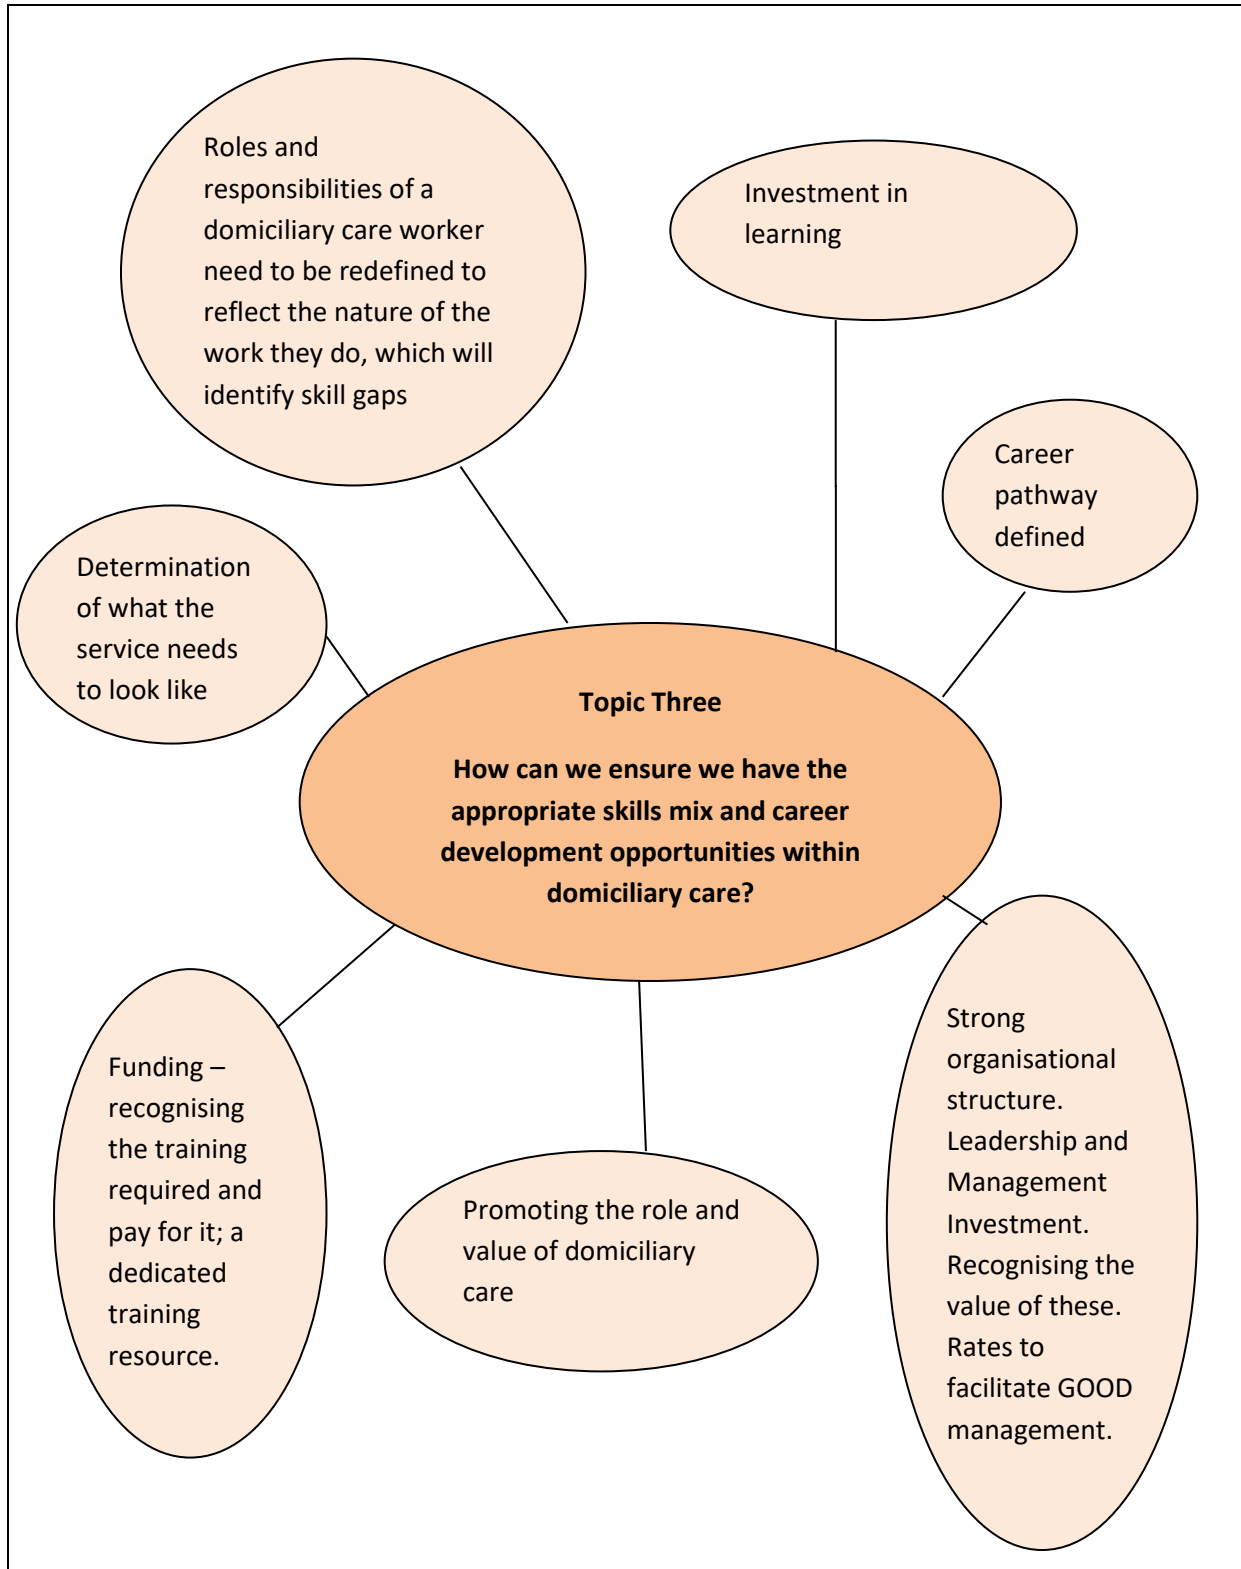 Roles and
responsibilities of a
domiciliary care worker
need to be redefined to
reflect the nature of the
work they do, which will
identify skill gaps
Investment in
learning
Career
pathway
defined
Determination
of what the
service needs
to look like
Topic Three
How can we ensure we have the
appropriate skills mix and career
development opportunities within
domiciliary care?
Funding –
recognising
the training
required and
pay for it; a
dedicated
training
resource.
Promoting the role and
value of domiciliary
care
Strong
organisational
structure.
Leadership and
Management
Investment.
Recognising the
value of these.
Rates to
facilitate GOOD
management.